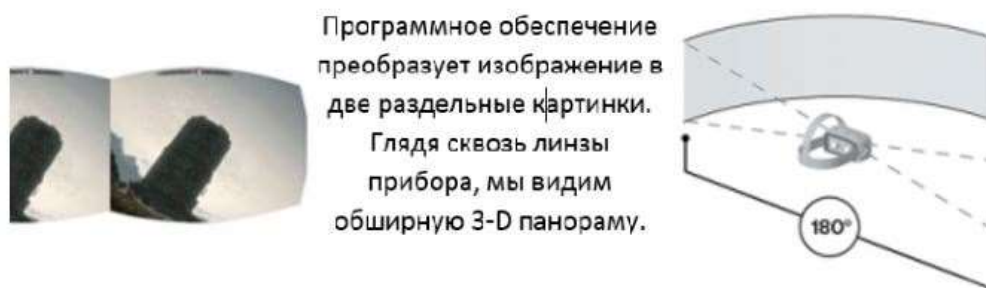 Программное обеспечение
преобразует изображение в
две раздельные картинки.
Глядя сквозь линзы
прибора, мы видим
обширную 3-D панораму.
180°